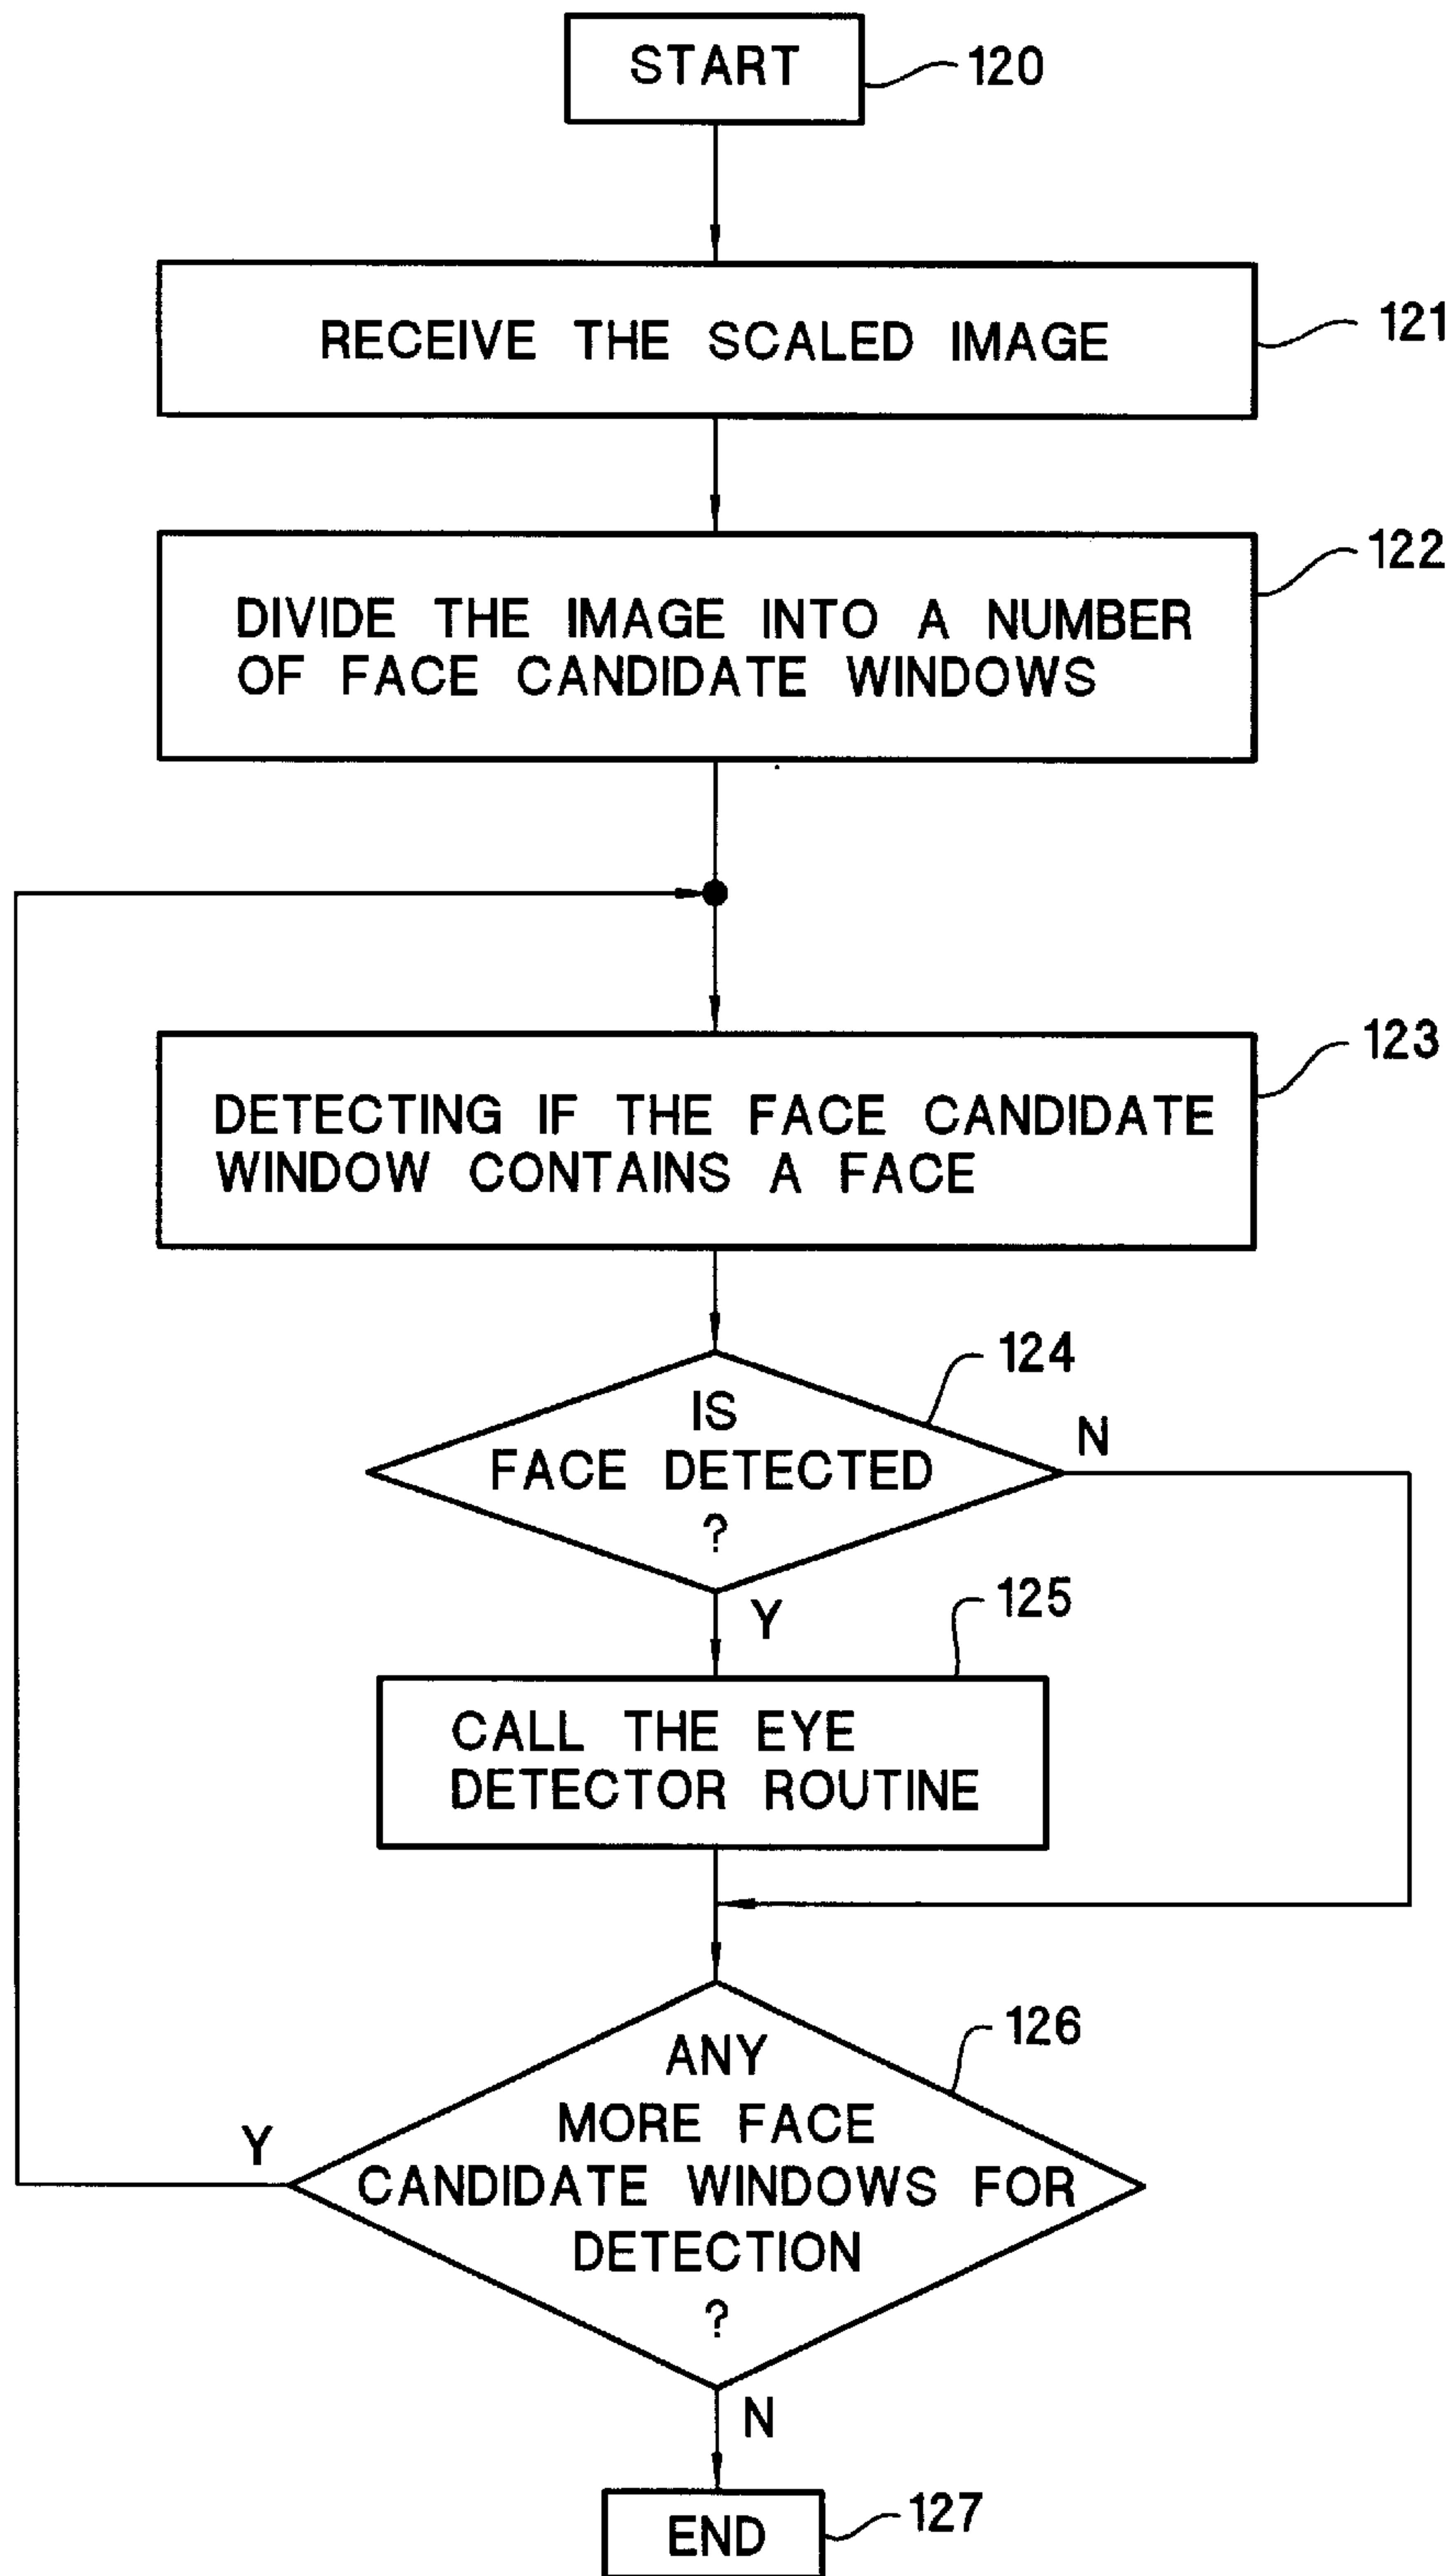 START
120
RECEIVE THE SCALED IMAGE
121
122
DIVIDE THE IMAGE INTO A NUMBER
OF FACE CANDIDATE WINDOWS
123
DETECTING IF THE FACE CANDIDATE
WINDOW CONTAINS A FACE
124
IS
FACE DETECTED
?
N
Y
125
CALL THE EYE
DETECTOR ROUTINE
126
ANY
MORE FACE
CANDIDATE WINDOWS FOR
DETECTION
?
Y
N
END
127